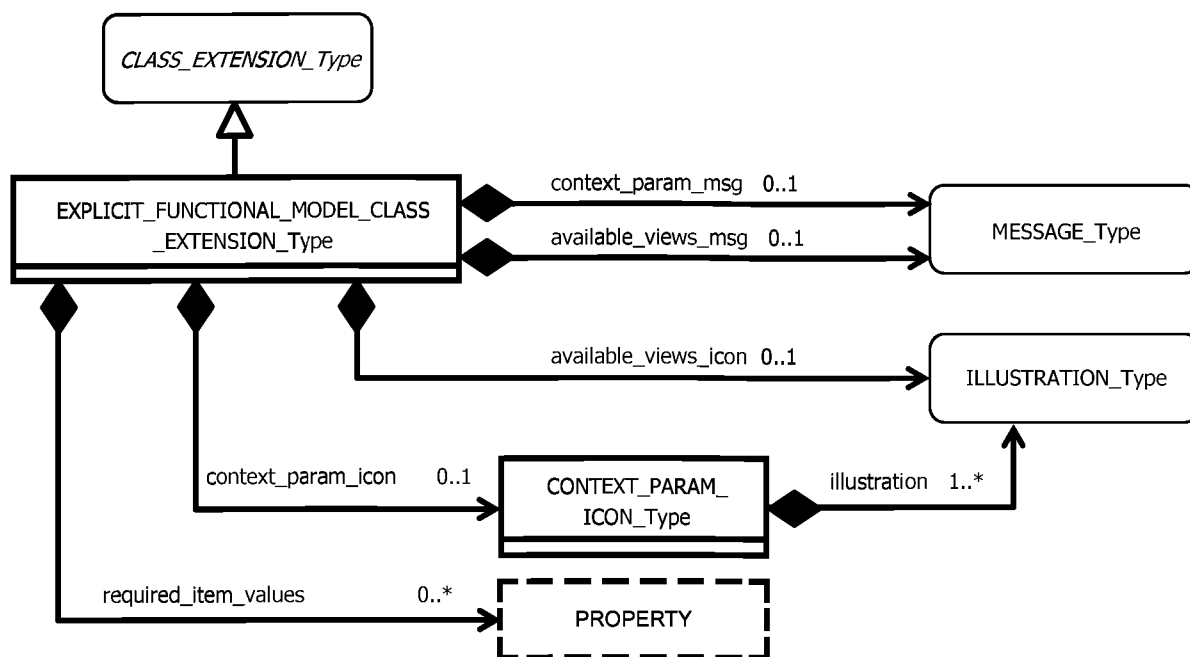 CLASS_EXTENSION_Type
EXPLICIT_FUNCTIONAL_MODEL_CLASS
_EXTENSION_Type
context_param_msg 0..1
available_views_msg 0..1
MESSAGE_Type
available_views_icon 0..1
ILLUSTRATION_Type
context_param_icon 0..1
CONTEXT_PARAM_
ICON_Type
illustration 1..*
required_item_values 0..*
PROPERTY